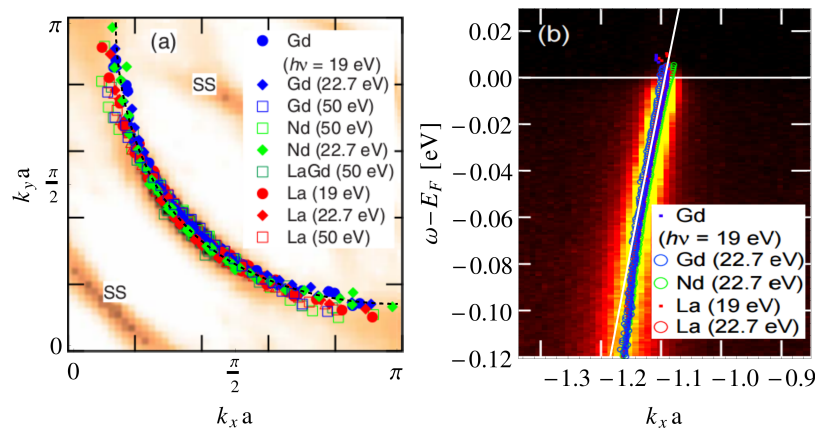 (a)
SS
SS
Gd
(hν = 19 eV)
Gd (22.7 eV)
Gd (50 eV)
Nd (50 eV)
Nd (22.7 eV)
LaGd (50 eV)
La (19 eV)
La (22.7 eV)
La (50 eV)
π
π/2
0
k_y a
0
π/2
π
k_x a
(b)
0.00
−0.02
−0.04
−0.06
−0.08
−0.10
−0.12
ω−E_F [eV]
Gd
(hν = 19 eV)
Gd (22.7 eV)
Nd (22.7 eV)
La (19 eV)
La (22.7 eV)
−1.3 −1.2 −1.1 −1.0 −0.9
k_x a